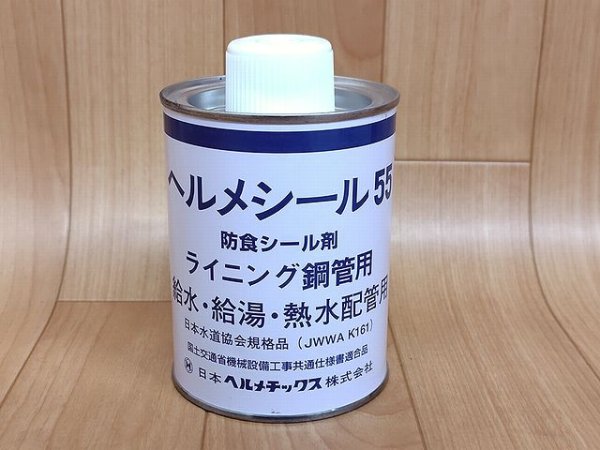 ヘルメシール55
防食シール剤
ライニング鋼管用
給水・給湯・熱水配管用
日本水道協会規格品（JWWA K161）
国土交通省機械設備工事共通仕様書適合品
日本ヘルメチックス株式会社